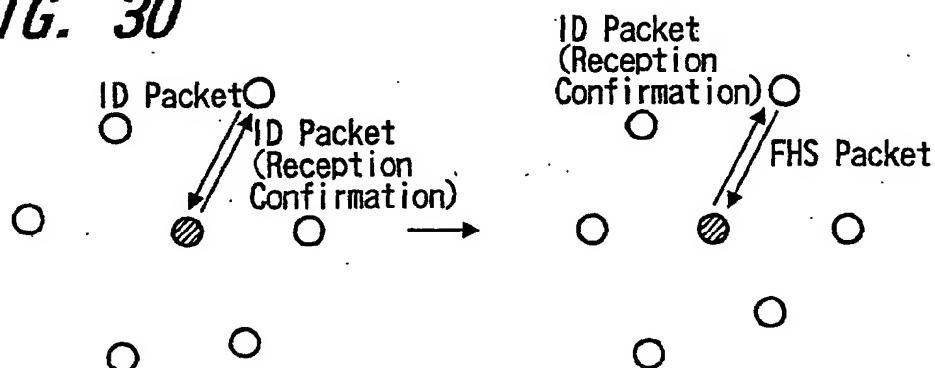 FIG. 30
ID Packet
ID Packet
(Reception
Confirmation)
ID Packet
(Reception
Confirmation)
FHS Packet